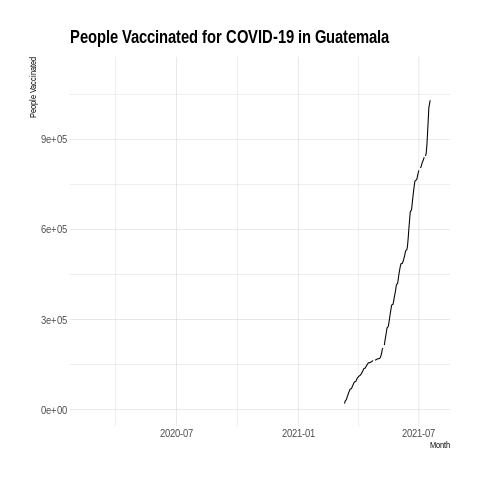 People Vaccinated for COVID-19 in Guatemala
People Vaccinated
9e+05
6e+05
3e+05
0e+00
2020-07
2021-01
2021-07
Month